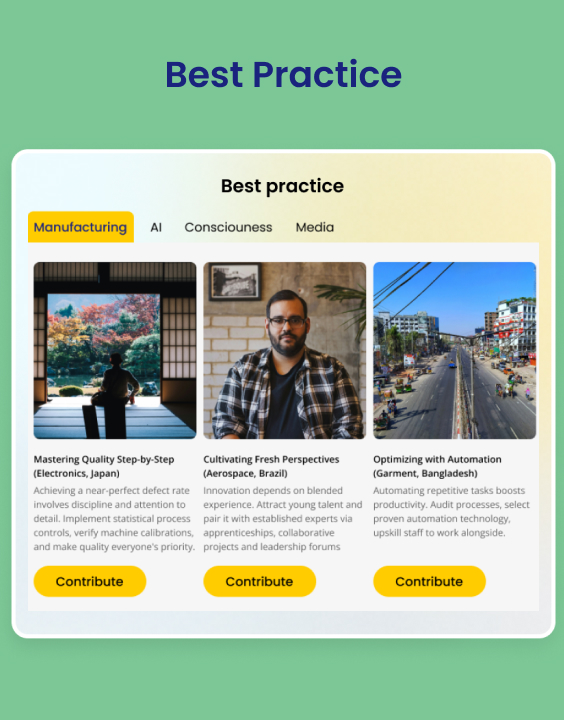 Best Practice
Best practice
Manufacturing AI Consciouness Media
Mastering Quality Step-by-Step
(Electronics, Japan)
Achieving a near-perfect defect rate
involves discipline and attention to
detail. Implement statistical process
controls, verify machine calibrations,
and make quality everyone's priority.
Contribute
Cultivating Fresh Perspectives
(Aerospace, Brazil)
Innovation depends on blended
experience. Attract young talent and
pair it with established experts via
apprenticeships, collaborative
projects and leadership forums
Contribute
Optimizing with Automation
(Garment, Bangladesh)
Automating repetitive tasks boosts
productivity. Audit processes, select
proven automation technology,
upskill staff to work alongside.
Contribute